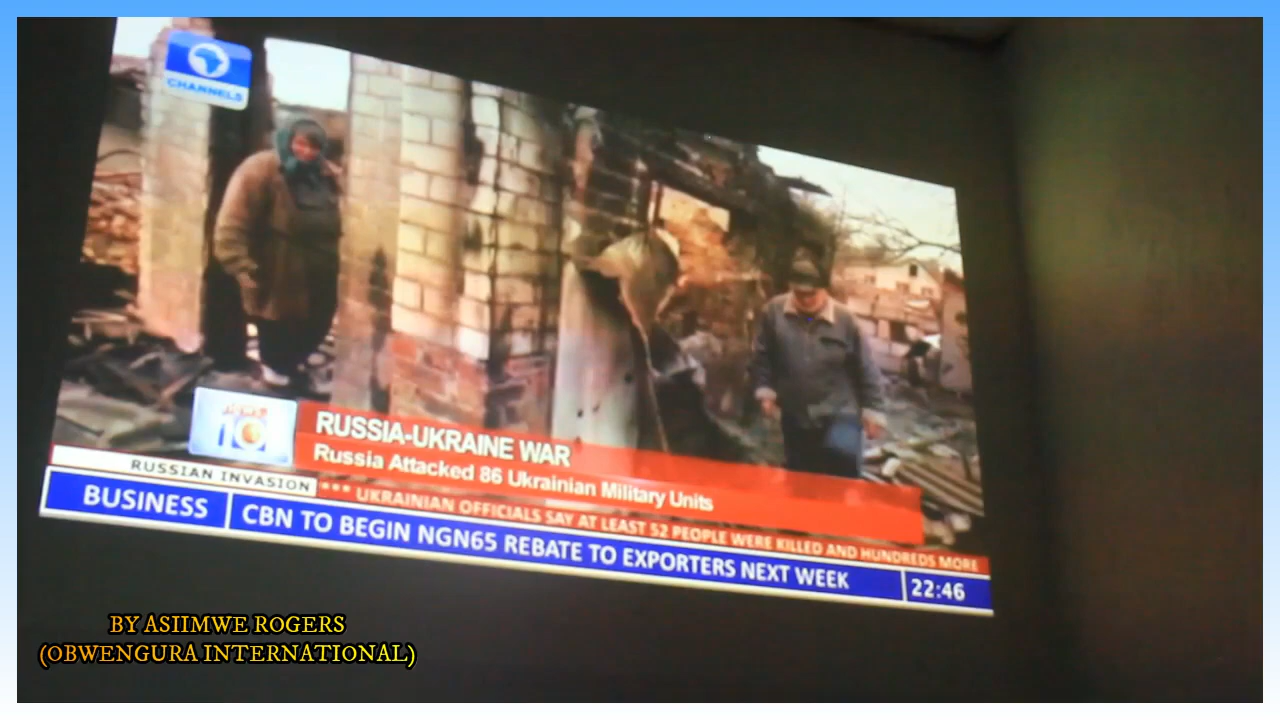 CHANNELS
10
RUSSIA-UKRAINE WAR
Russia Attacked 86 Ukrainian Military Units
RUSSIAN INVASION
*** UKRAINIAN OFFICIALS SAY AT LEAST 52 PEOPLE WERE KILLED AND HUNDREDS MORE
BUSINESS
CBN TO BEGIN NGN65 REBATE TO EXPORTERS NEXT WEEK
22:46
BY ASIIMWE ROGERS
(OBWENGURA INTERNATIONAL)